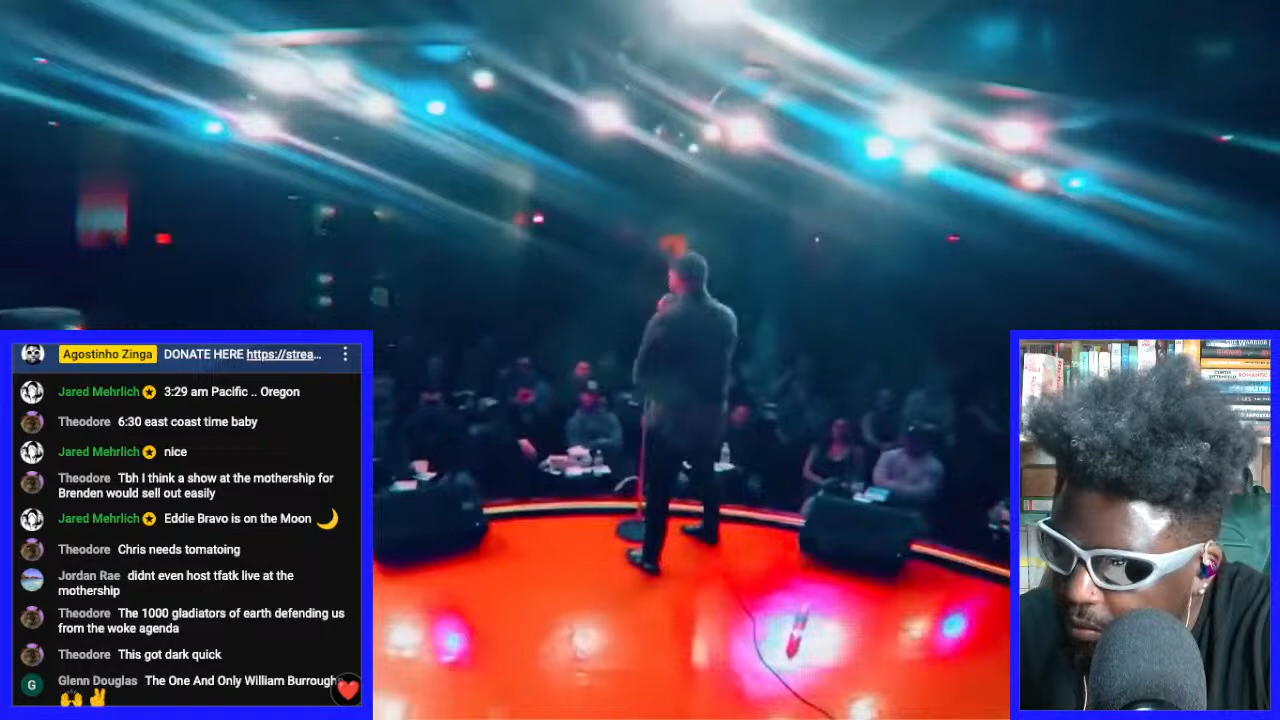 Agostinho Zinga DONATE HERE https://strea...
Jared Mehrlich 3:29 am Pacific .. Oregon
Theodore 6:30 east coast time baby
Jared Mehrlich nice
Theodore Tbh I think a show at the mothership for
Brenden would sell out easily
Jared Mehrlich Eddie Bravo is on the Moon 🌙
Theodore Chris needs tomatoing
Jordan Rae didnt even host tfatk live at the
mothership
Theodore The 1000 gladiators of earth defending us
from the woke agenda
Theodore This got dark quick
G Glenn Douglas The One And Only William Burrough
🙌 ✌
THE WARRIOR
ROMANTIC